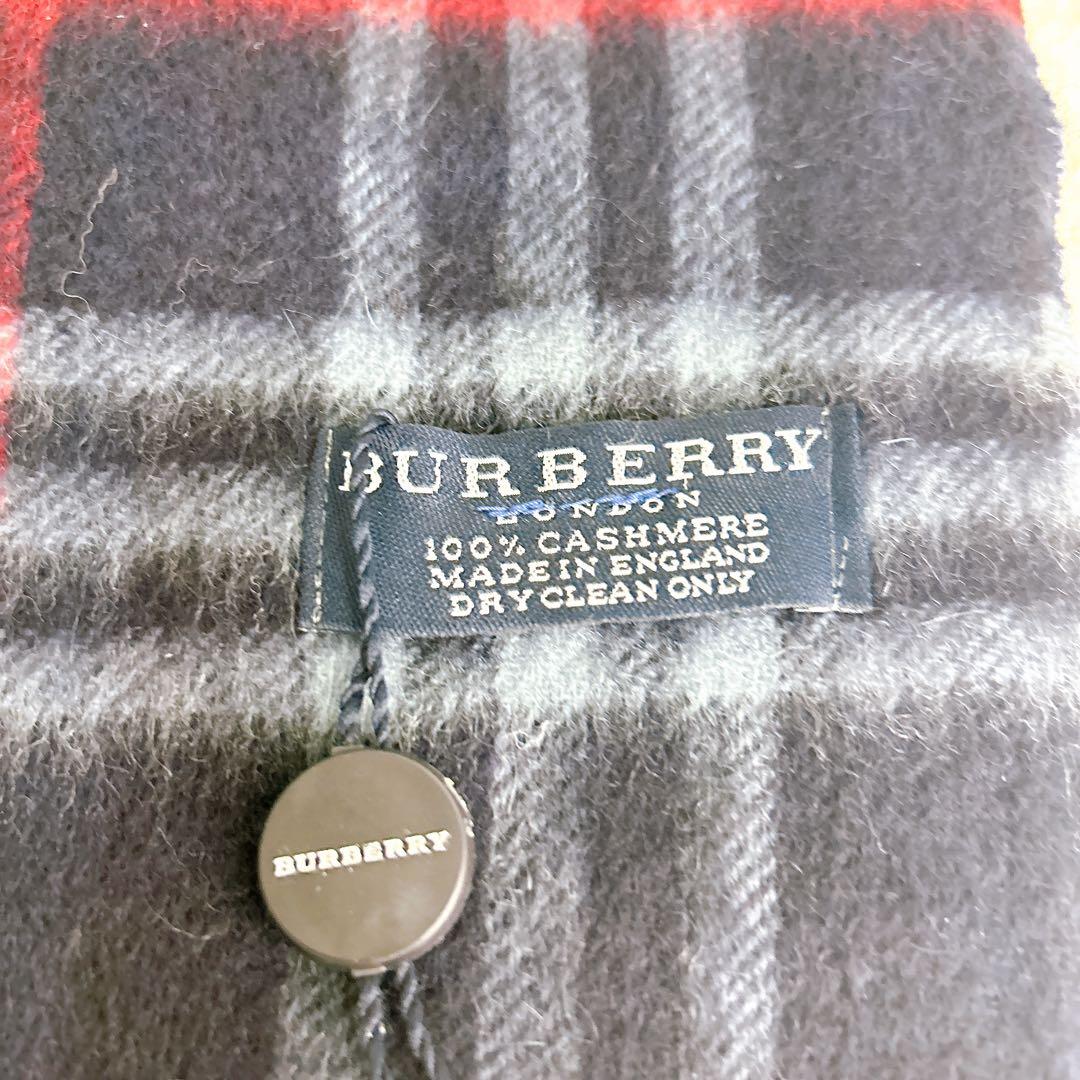 BURBERRY
LONDON
100% CASHMERE
MADE IN ENGLAND
DRY CLEAN ONLY
BURBERRY